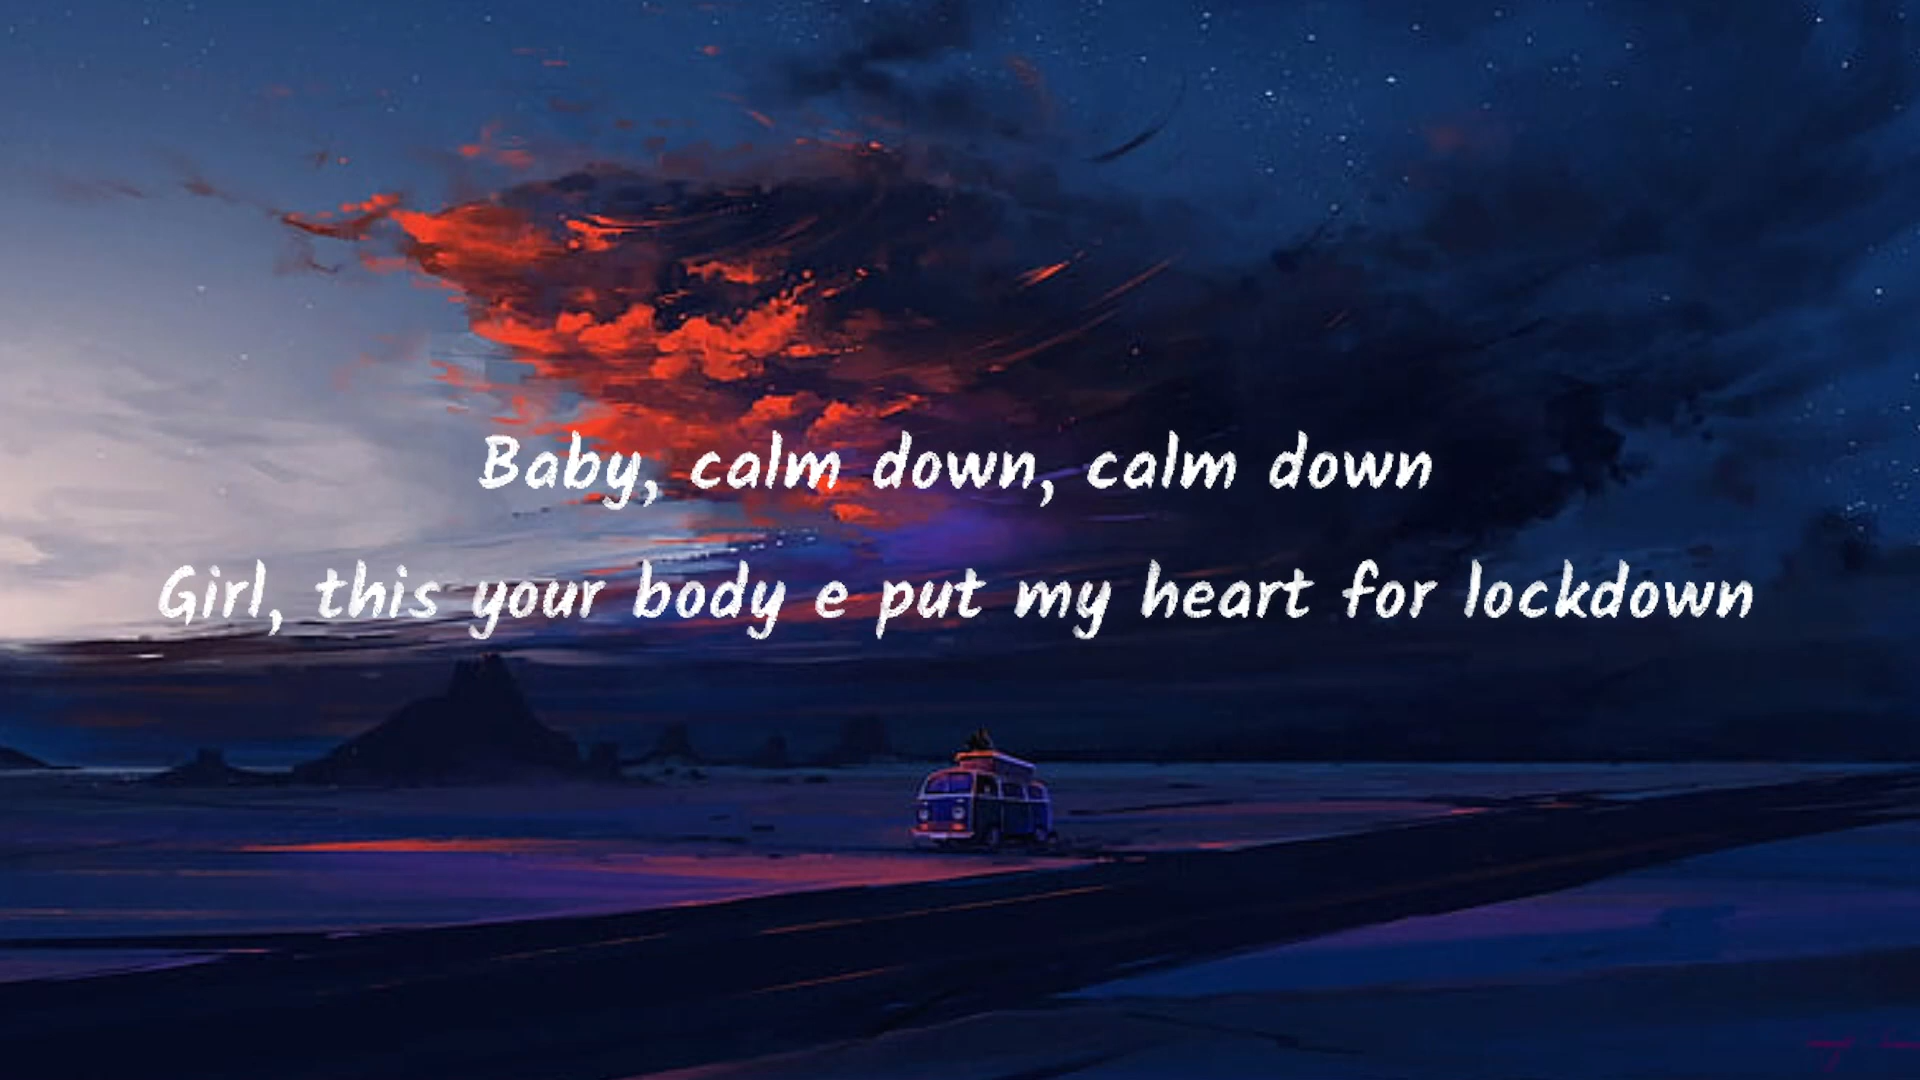 Baby, calm down, calm down
Girl, this your body e put my heart for lockdown